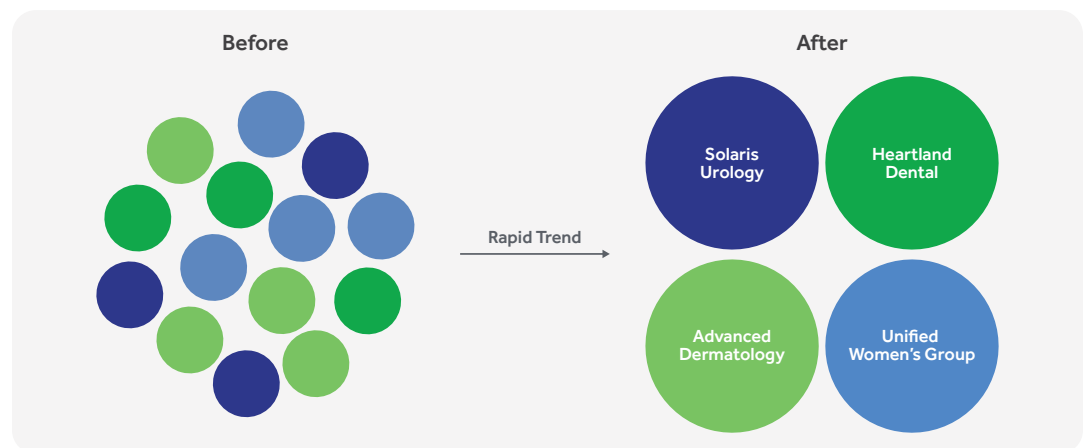 Before
After
Rapid Trend
Solaris
Urology
Heartland
Dental
Advanced
Dermatology
Unified
Women's Group